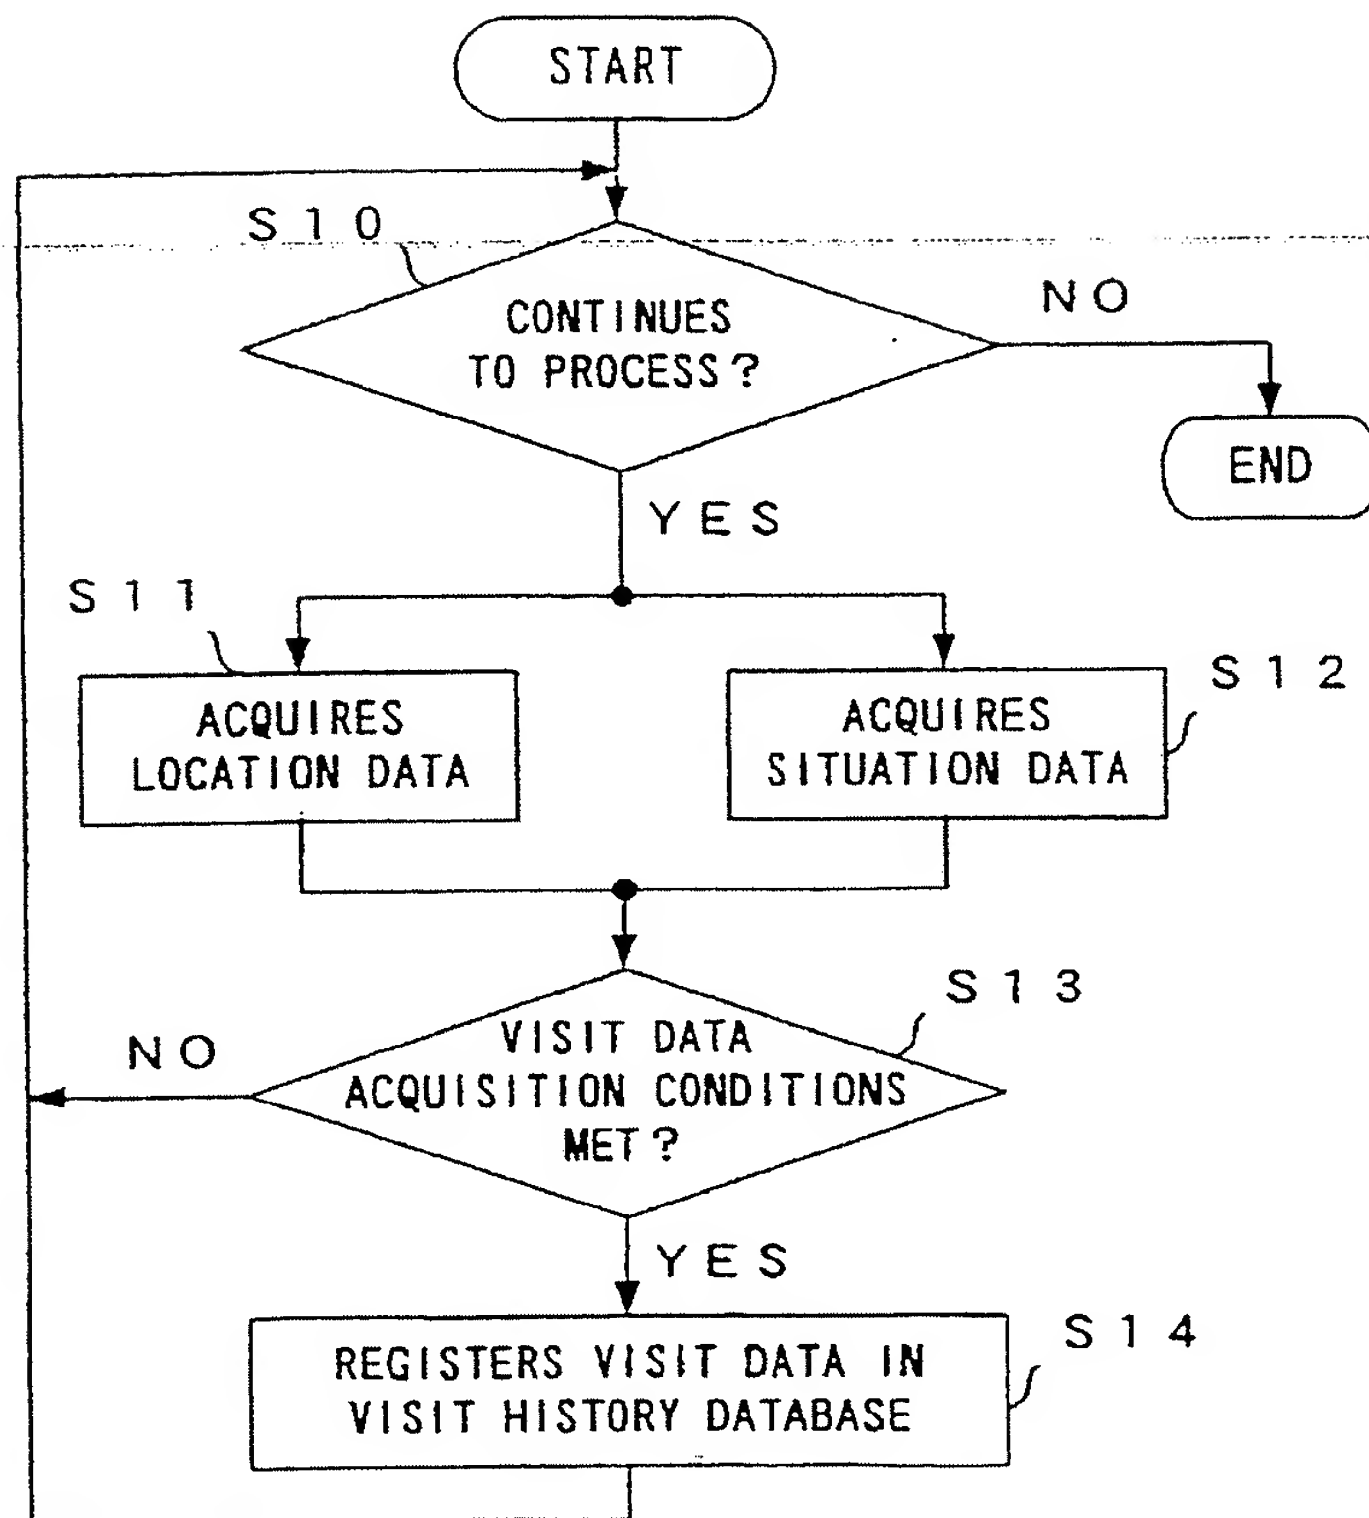 START
S10
CONTINUES
TO PROCESS?
NO
END
YES
S11
ACQUIRES
LOCATION DATA
S12
ACQUIRES
SITUATION DATA
S13
VISIT DATA
ACQUISITION CONDITIONS
MET?
NO
YES
S14
REGISTERS VISIT DATA IN
VISIT HISTORY DATABASE